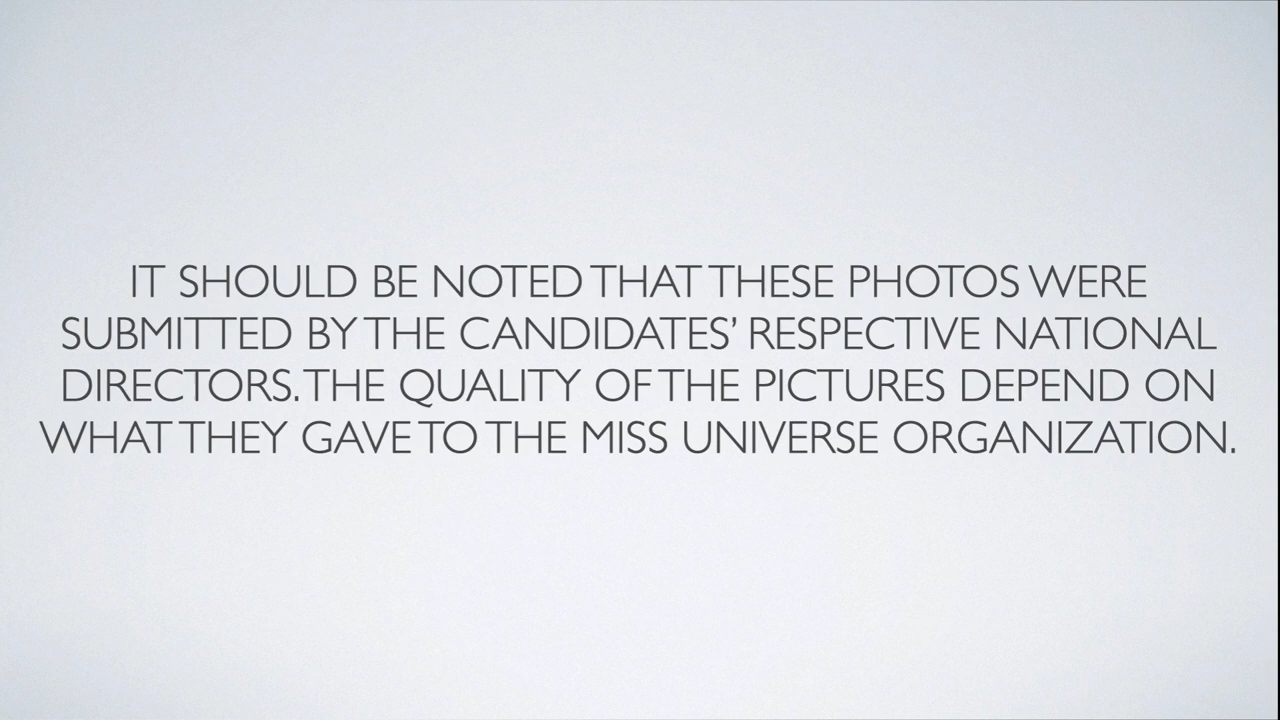 IT SHOULD BE NOTED THAT THESE PHOTOS WERE
SUBMITTED BY THE CANDIDATES’ RESPECTIVE NATIONAL
DIRECTORS. THE QUALITY OF THE PICTURES DEPEND ON
WHAT THEY GAVE TO THE MISS UNIVERSE ORGANIZATION.